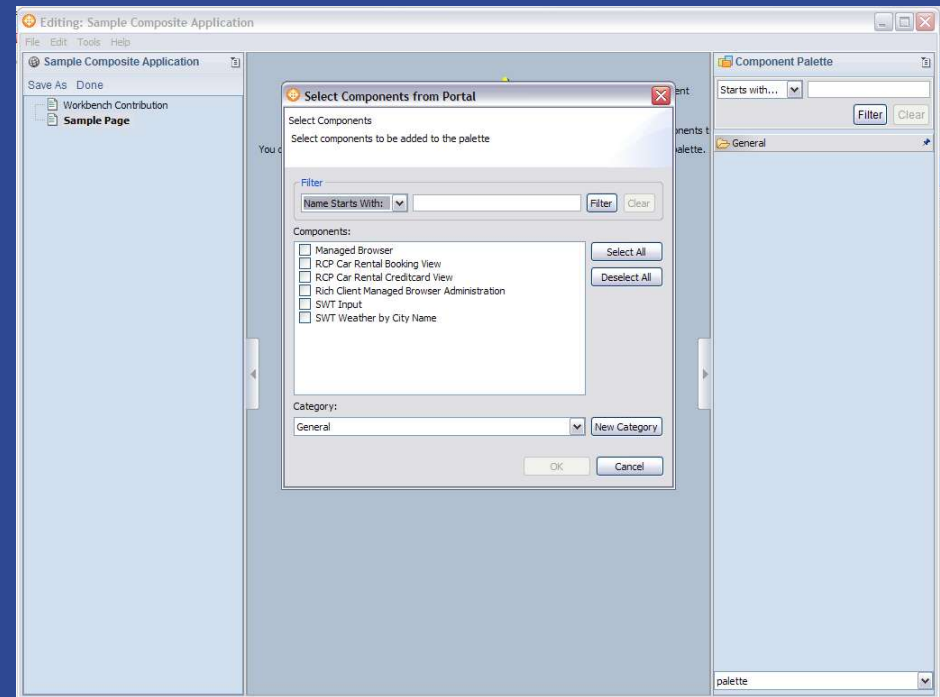 Editing: Sample Composite Application
File Edit Tools Help
Sample Composite Application
Save As Done
Workbench Contribution
Sample Page
You
ent
onents t
palette.
Select Components from Portal
Select Components
Select components to be added to the palette
Filter
Name Starts With:
Filter
Clear
Components:
Managed Browser
RCP Car Rental Booking View
RCP Car Rental Creditcard View
Rich Client Managed Browser Administration
SWT Input
SWT Weather by City Name
Select All
Deselect All
Category:
General
New Category
OK
Cancel
Component Palette
Starts with...
Filter
Clear
General
palette